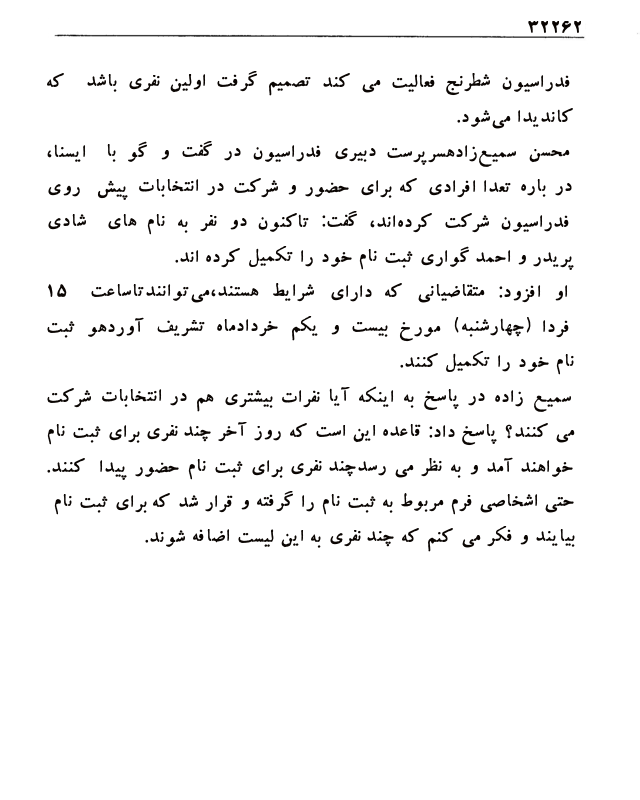 ۳۲۲۶۲
فدراسیون شطرنج فعالیت می کند تصمیم گرفت اولین نفری باشد که
کاندیدا می‌شود.
محسن سمیع‌زادهسرپرست دبیری فدراسیون در گفت و گو با ایسنا،
در باره تعدا افرادی که برای حضور و شرکت در انتخابات پیش روی
فدراسیون شرکت کرده‌اند، گفت: تاکنون دو نفر به نام های شادی
پریدر و احمد گواری ثبت نام خود را تکمیل کرده اند.
او افزود: متقاضیانی که دارای شرایط هستند،می‌توانندتاساعت ۱۵
فردا (چهارشنبه) مورخ بیست و یکم خردادماه تشریف آوردهو ثبت
نام خود را تکمیل کنند.
سمیع زاده در پاسخ به اینکه آیا نفرات بیشتری هم در انتخابات شرکت
می کنند؟ پاسخ داد: قاعده این است که روز آخر چند نفری برای ثبت نام
خواهند آمد و به نظر می رسدچند نفری برای ثبت نام حضور پیدا کنند.
حتی اشخاصی فرم مربوط به ثبت نام را گرفته و قرار شد که برای ثبت نام
بیایند و فکر می کنم که چند نفری به این لیست اضافه شوند.